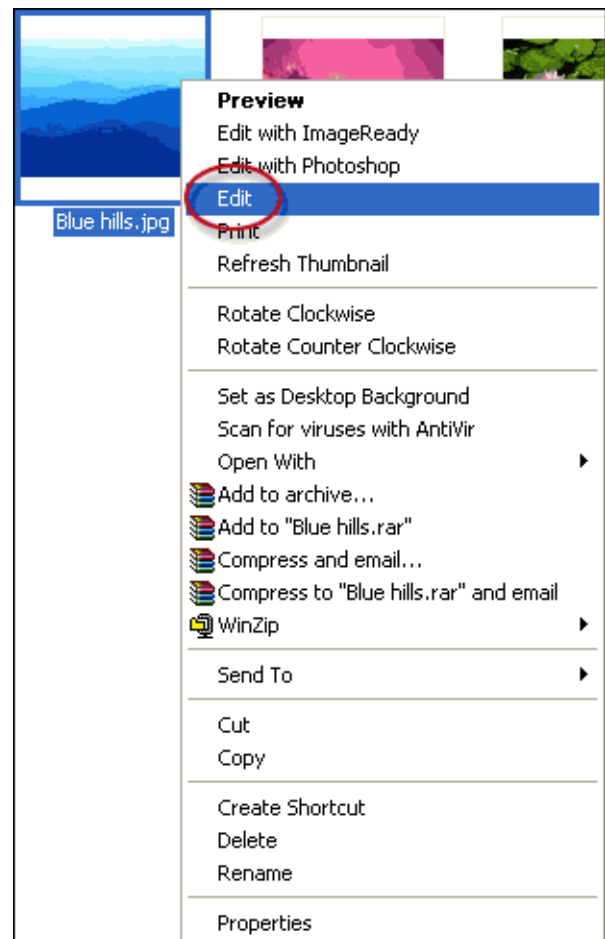 Preview
Edit with ImageReady
Edit with Photoshop
Edit
Blue hills.jpg
Print
Refresh Thumbnail
Rotate Clockwise
Rotate Counter Clockwise
Set as Desktop Background
Scan for viruses with AntiVir
Open With
Add to archive...
Add to "Blue hills.rar"
Compress and email...
Compress to "Blue hills.rar" and email
WinZip
Send To
Cut
Copy
Create Shortcut
Delete
Rename
Properties